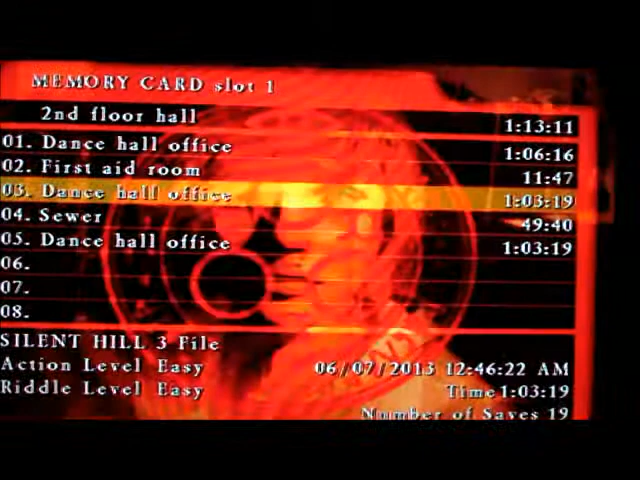 MEMORY CARD slot 1
2nd floor hall 1:13:11
01. Dance hall office 1:06:16
02. First aid room 11:47
03. Dance hall office 1:03:19
04. Sewer 49:40
05. Dance hall office 1:03:19
06.
07.
08.
SILENT HILL 3 File
Action Level Easy 06/07/2013 12:46:22 AM
Riddle Level Easy Time 1:03:19
Number of Saves 19